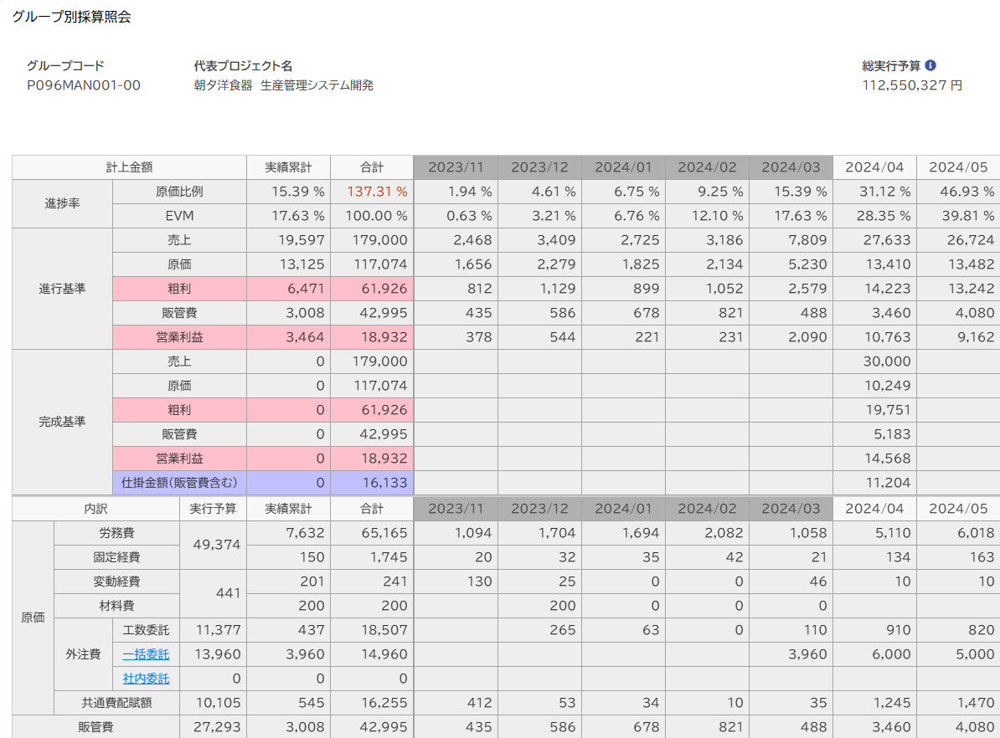 グループ別採算照会
グループコード 代表プロジェクト名 総実行予算
P096MAN001-00 朝夕洋食器 生産管理システム開発 112,550,327 円
計上金額 実績累計 合計 2023/11 2023/12 2024/01 2024/02 2024/03 2024/04 2024/05
進捗率 原価比例 15.39 % 137.31 % 1.94 % 4.61 % 6.75 % 9.25 % 15.39 % 31.12 % 46.93 %
EVM 17.63 % 100.00 % 0.63 % 3.21 % 6.76 % 12.10 % 17.63 % 28.35 % 39.81 %
進行基準 売上 19,597 179,000 2,468 3,409 2,725 3,186 7,809 27,633 26,724
原価 13,125 117,074 1,656 2,279 1,825 2,134 5,230 13,410 13,482
粗利 6,471 61,926 812 1,129 899 1,052 2,579 14,223 13,242
販管費 3,008 42,995 435 586 678 821 488 3,460 4,080
営業利益 3,464 18,932 378 544 221 231 2,090 10,763 9,162
完成基準 売上 0 179,000 30,000
原価 0 117,074 10,249
粗利 0 61,926 19,751
販管費 0 42,995 5,183
営業利益 0 18,932 14,568
仕掛金額(販管費含む) 0 16,133 11,204
内訳 実行予算 実績累計 合計 2023/11 2023/12 2024/01 2024/02 2024/03 2024/04 2024/05
原価 労務費 49,374 7,632 65,165 1,094 1,704 1,694 2,082 1,058 5,110 6,018
固定経費 150 1,745 20 32 35 42 21 134 163
変動経費 441 201 241 130 25 0 0 46 10 10
材料費 200 200 200 0 0 0
外注費 工数委託 11,377 437 18,507 265 63 0 110 910 820
一括委託 13,960 3,960 14,960 3,960 6,000 5,000
社内委託 0 0 0
共通費配賦額 10,105 545 16,255 412 53 34 10 35 1,245 1,470
販管費 27,293 3,008 42,995 435 586 678 821 488 3,460 4,080